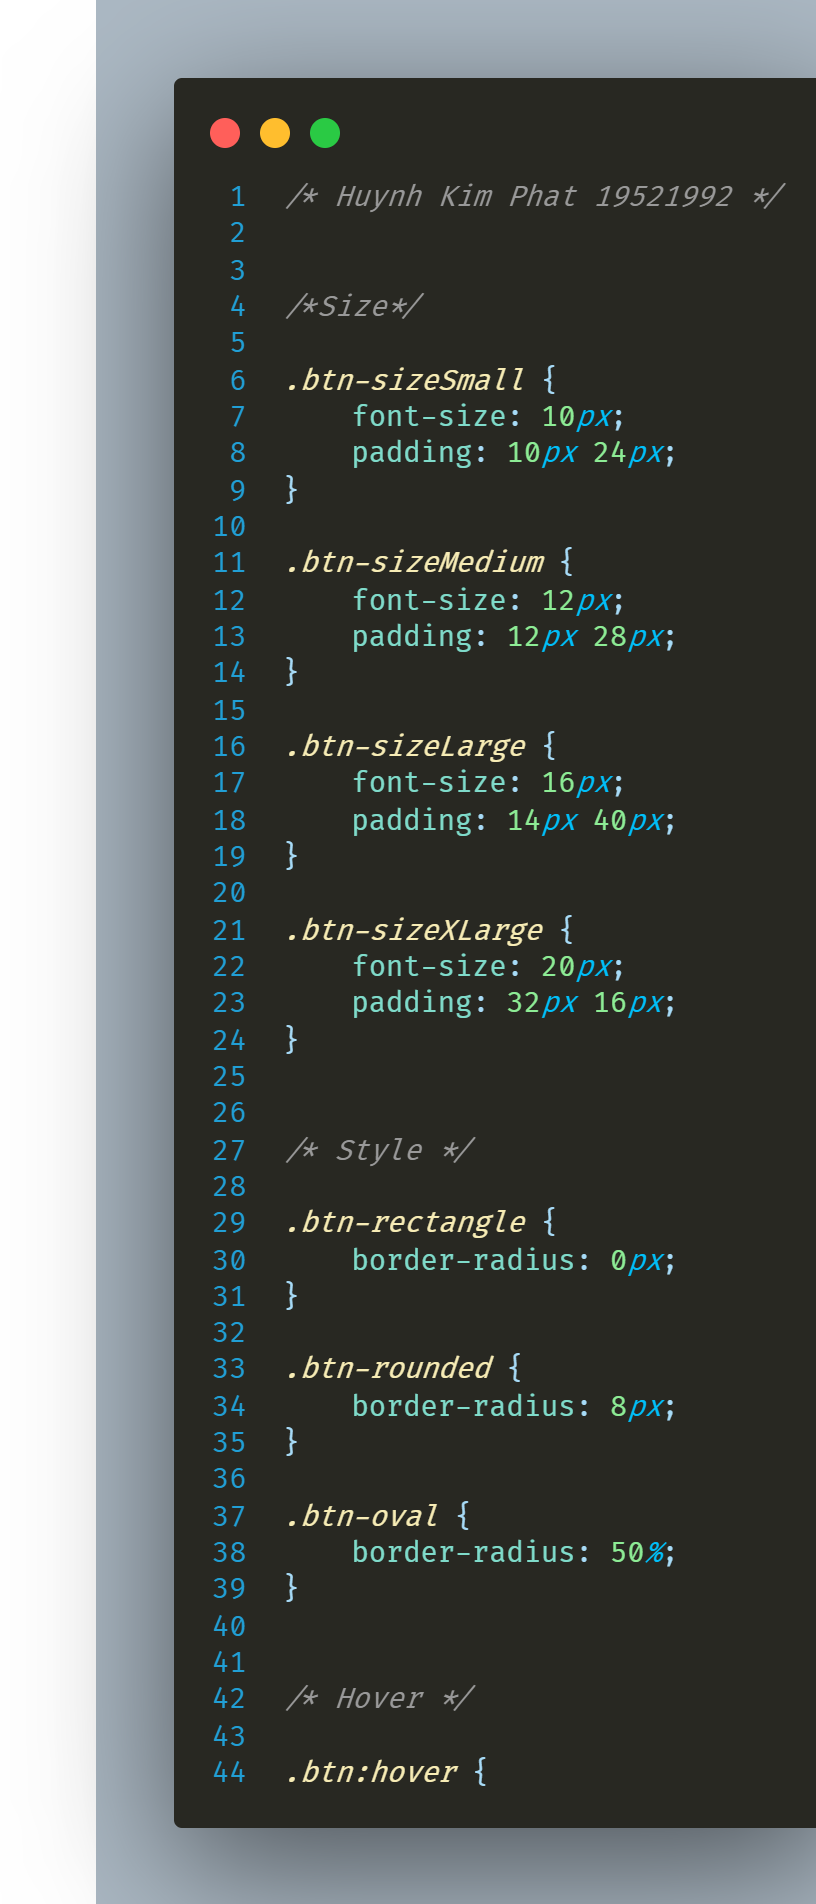 1 /* Huynh Kim Phat 19521992 */
2
3
4 /*Size*/
5
6 .btn-sizeSmall {
7     font-size: 10px;
8     padding: 10px 24px;
9 }
10
11 .btn-sizeMedium {
12     font-size: 12px;
13     padding: 12px 28px;
14 }
15
16 .btn-sizeLarge {
17     font-size: 16px;
18     padding: 14px 40px;
19 }
20
21 .btn-sizeXLarge {
22     font-size: 20px;
23     padding: 32px 16px;
24 }
25
26
27 /* Style */
28
29 .btn-rectangle {
30     border-radius: 0px;
31 }
32
33 .btn-rounded {
34     border-radius: 8px;
35 }
36
37 .btn-oval {
38     border-radius: 50%;
39 }
40
41
42 /* Hover */
43
44 .btn:hover {